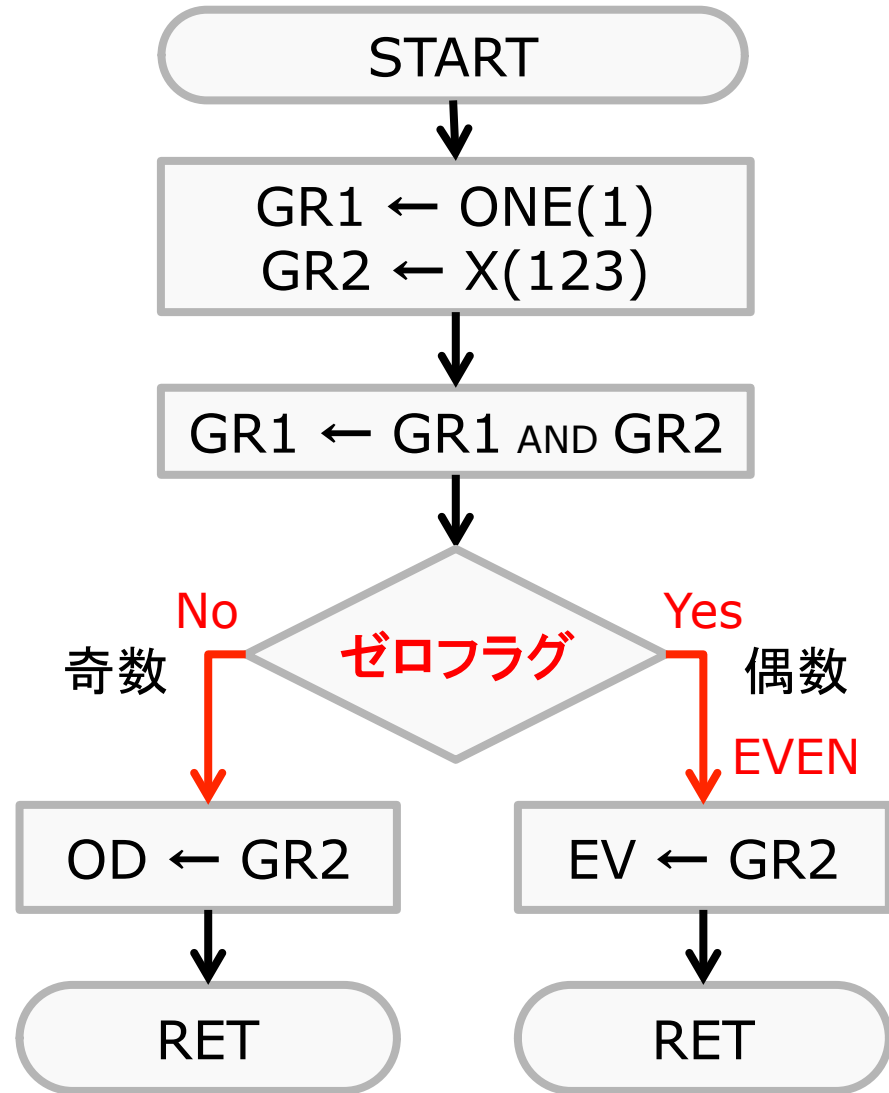 START
GR1 ← ONE(1)
GR2 ← X(123)
GR1 ← GR1 AND GR2
No
Yes
ゼロフラグ
奇数
偶数
EVEN
OD ← GR2
EV ← GR2
RET
RET